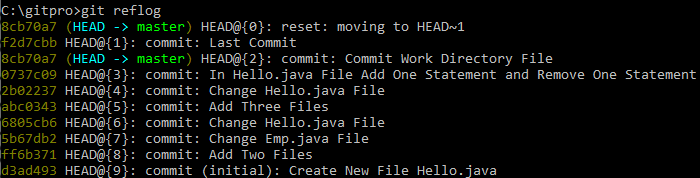 C:\gitpro>git reflog
8cb70a7 (HEAD -> master) HEAD@{0}: reset: moving to HEAD~1
f2d7cbb HEAD@{1}: commit: Last Commit
8cb70a7 (HEAD -> master) HEAD@{2}: commit: Commit Work Directory File
0737c09 HEAD@{3}: commit: In Hello.java File Add One Statement and Remove One Statement
2b02237 HEAD@{4}: commit: Change Hello.java File
abc0343 HEAD@{5}: commit: Add Three Files
6805cb6 HEAD@{6}: commit: Change Hello.java File
5b67db2 HEAD@{7}: commit: Change Emp.java File
ff6b371 HEAD@{8}: commit: Add Two Files
d3ad493 HEAD@{9}: commit (initial): Create New File Hello.java